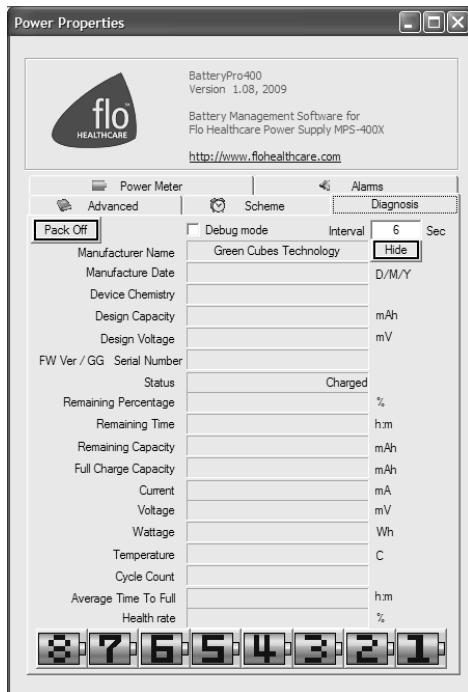 Power Properties
flo
HEALTHCARE
BatteryPro400
Version 1.08, 2009
Battery Management Software for
Flo Healthcare Power Supply MPS-400X
http://www.flohealthcare.com
Power Meter Alarms
Advanced Scheme Diagnosis
Pack Off Debug mode Interval 6 Sec
Manufacturer Name Green Cubes Technology Hide
Manufacture Date D/M/Y
Device Chemistry
Design Capacity mAh
Design Voltage mV
FW Ver / GG Serial Number
Status Charged
Remaining Percentage %
Remaining Time h:m
Remaining Capacity mAh
Full Charge Capacity mAh
Current mA
Voltage mV
Wattage Wh
Temperature C
Cycle Count
Average Time To Full h:m
Health rate %
8 7 6 5 4 3 2 1